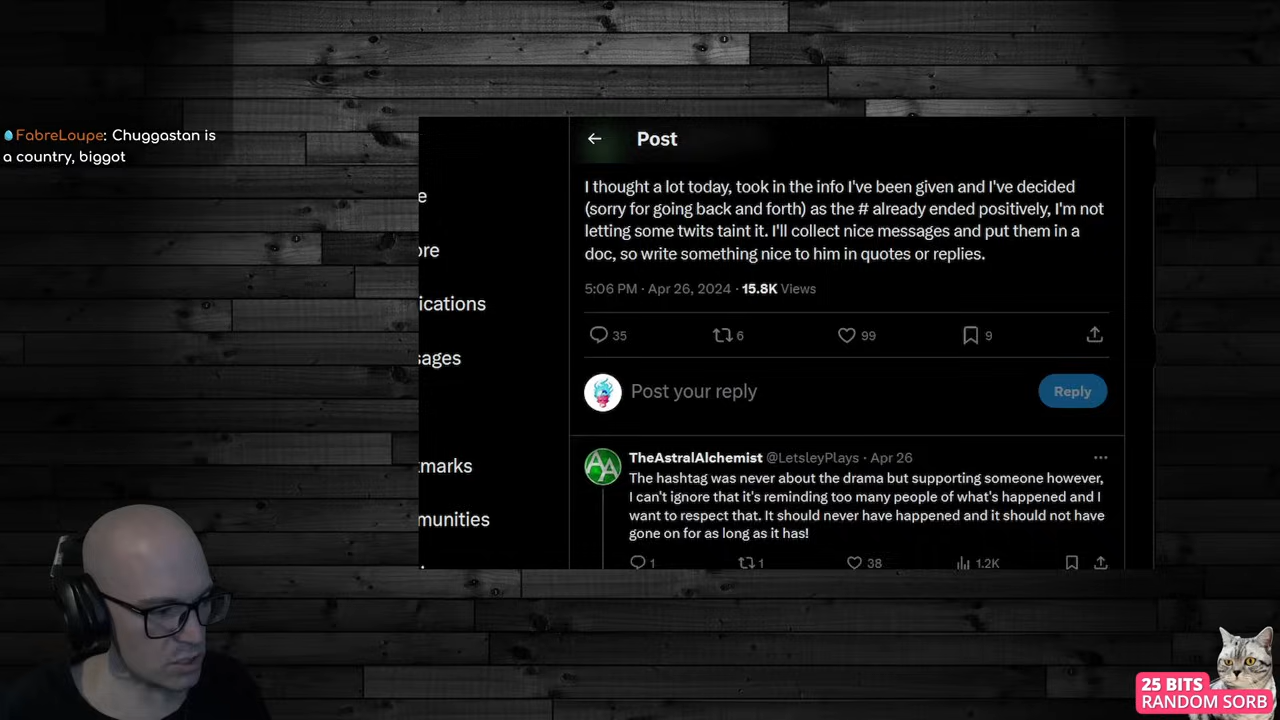 FabreLoupe: Chuggastan is
a country, biggot
Post
I thought a lot today, took in the info I've been given and I've decided
(sorry for going back and forth) as the # already ended positively, I'm not
letting some twits taint it. I'll collect nice messages and put them in a
doc, so write something nice to him in quotes or replies.
5:06 PM · Apr 26, 2024 · 15.8K Views
35 6 99 9
Post your reply
Reply
TheAstralAlchemist @LetsleyPlays · Apr 26
The hashtag was never about the drama but supporting someone however,
I can't ignore that it's reminding too many people of what's happened and I
want to respect that. It should never have happened and it should not have
gone on for as long as it has!
1 1 38 1.2K
e
ore
ications
sages
marks
munities
AA
25 BITS
RANDOM SORB